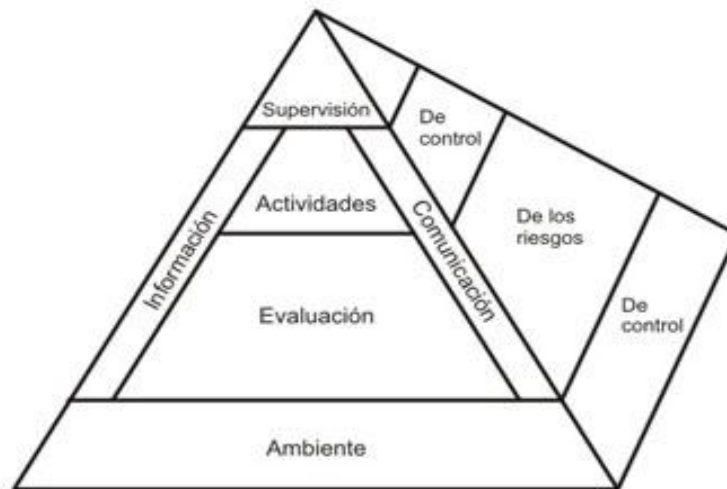 Supervisión
De
control
Actividades
De los
riesgos
Información
Comunicación
Evaluación
De
control
Ambiente